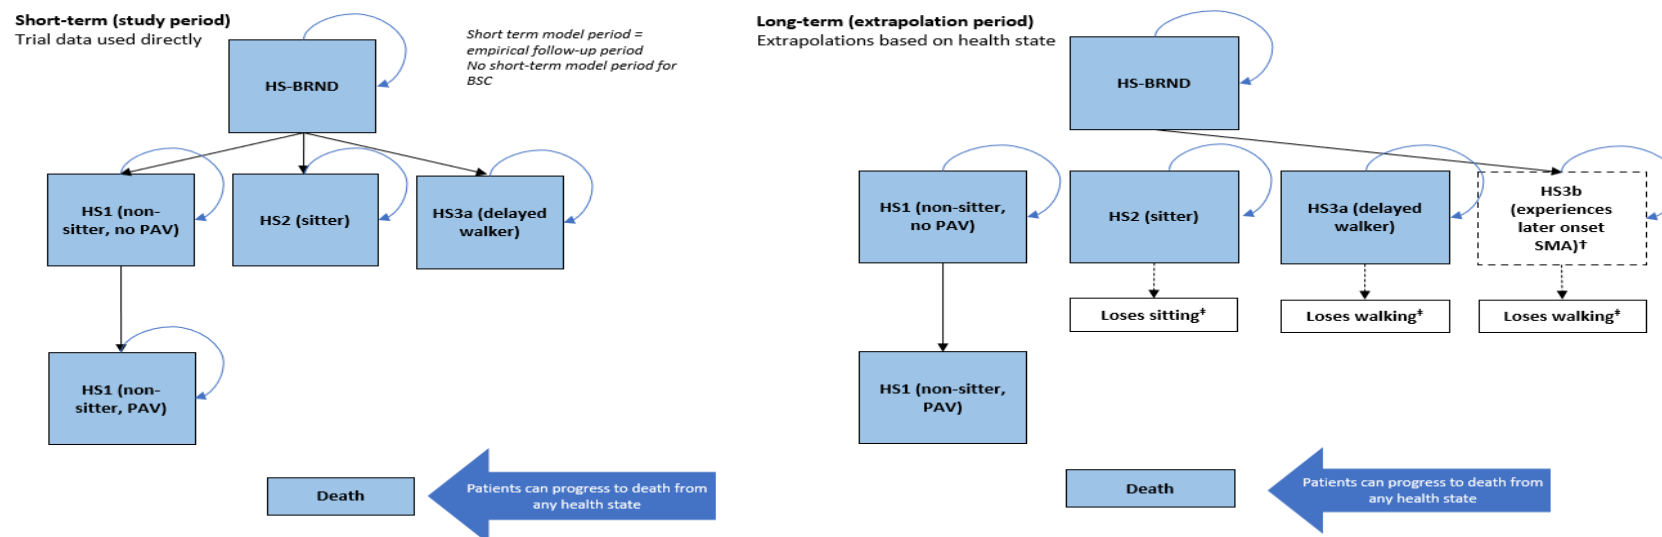 Short-term (study period)
Trial data used directly
Short term model period =
empirical follow-up period
No short-term model period for
BSC
HS-BRND
HS1 (non-
sitter, no PAV)
HS2 (sitter)
HS3a (delayed
walker)
HS1 (non-
sitter, PAV)
Death
Patients can progress to death from
any health state
Long-term (extrapolation period)
Extrapolations based on health state
HS-BRND
HS1 (non-sitter,
no PAV)
HS2 (sitter)
HS3a (delayed
walker)
HS3b
(experiences
later onset
SMA)†
Loses sitting‡
Loses walking‡
Loses walking‡
HS1 (non-sitter,
PAV)
Death
Patients can progress to death from
any health state